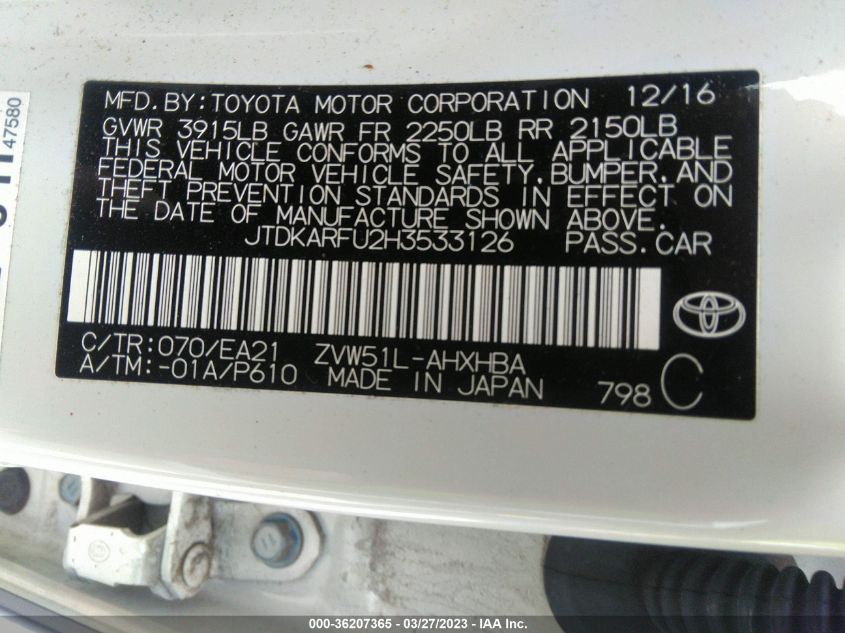 MFD. BY: TOYOTA MOTOR CORPORATION 12/16
GVWR 3915LB GAWR FR 2250LB RR 2150LB
THIS VEHICLE CONFORMS TO ALL APPLICABLE
FEDERAL MOTOR VEHICLE SAFETY, BUMPER, AND
THEFT PREVENTION STANDARDS IN EFFECT ON
THE DATE OF MANUFACTURE SHOWN ABOVE.
JTDKARFU2H3533126 PASS. CAR
C/TR: 070/EA21 ZVW51L-AHXHBA
A/TM: -01A/P610 MADE IN JAPAN 798 C
47580
000-36207365 - 03/27/2023 - IAA Inc.